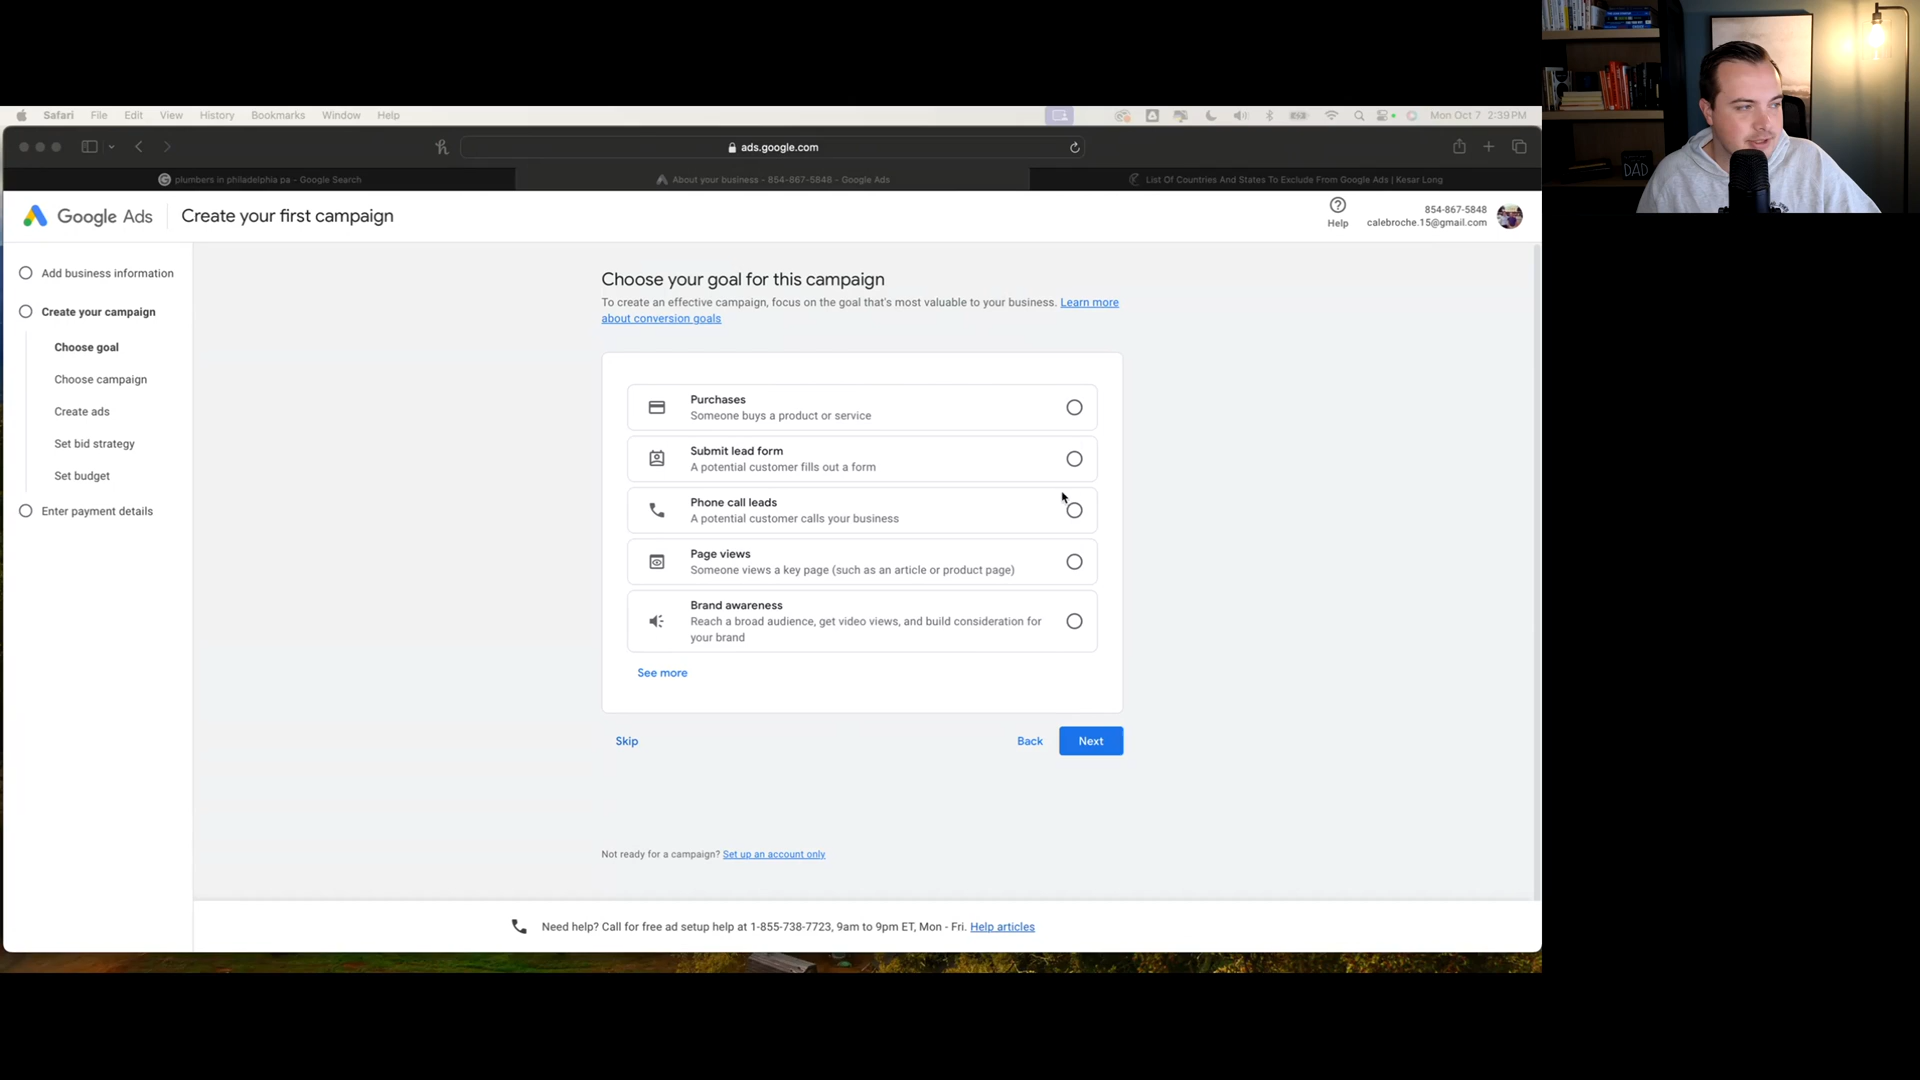 Safari File Edit View History Bookmarks Window Help
Mon Oct 7 2:39 PM
ads.google.com
plumbers in philadelphia pa - Google Search
About your business - 854-867-5848 - Google Ads
List Of Countries And States To Exclude From Google Ads | Kesar Long
Google Ads
Create your first campaign
Help
854-867-5848
calebroche.15@gmail.com
Add business information
Create your campaign
Choose goal
Choose campaign
Create ads
Set bid strategy
Set budget
Enter payment details
Choose your goal for this campaign
To create an effective campaign, focus on the goal that's most valuable to your business. Learn more
about conversion goals
Purchases
Someone buys a product or service
Submit lead form
A potential customer fills out a form
Phone call leads
A potential customer calls your business
Page views
Someone views a key page (such as an article or product page)
Brand awareness
Reach a broad audience, get video views, and build consideration for
your brand
See more
Skip
Back
Next
Not ready for a campaign? Set up an account only
Need help? Call for free ad setup help at 1-855-738-7723, 9am to 9pm ET, Mon - Fri. Help articles
DAD